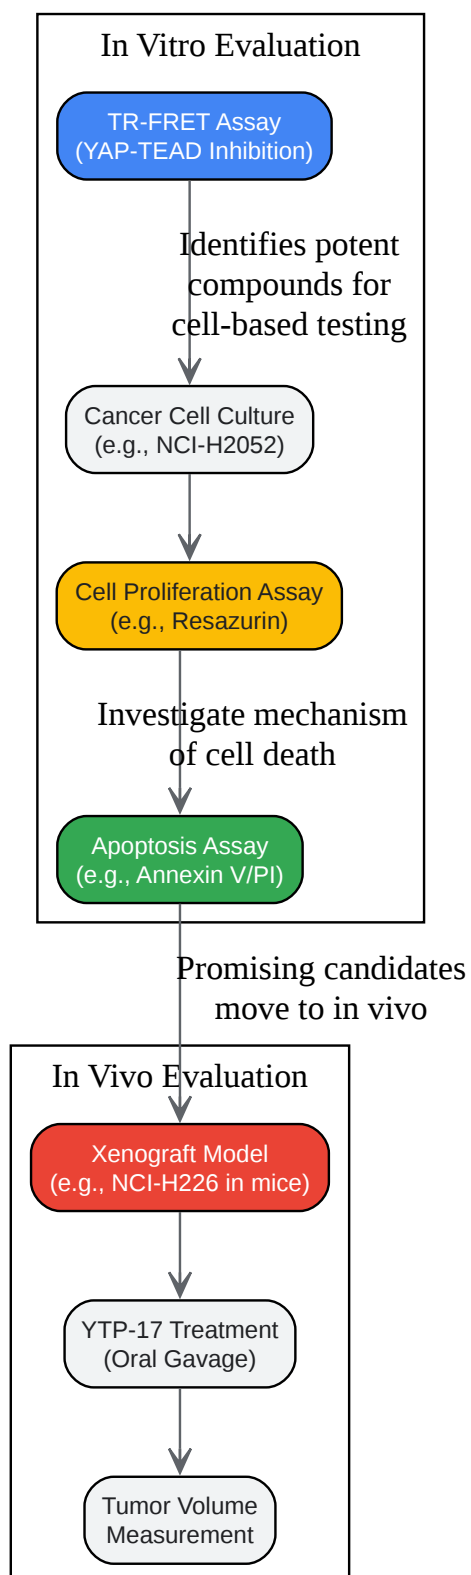 In Vitro Evaluation
TR-FRET Assay
(YAP-TEAD Inhibition)
Identifies potent
compounds for
cell-based testing
Cancer Cell Culture
(e.g., NCI-H2052)
Cell Proliferation Assay
(e.g., Resazurin)
Investigate mechanism
of cell death
Apoptosis Assay
(e.g., Annexin V/PI)
Promising candidates
move to in vivo
In Vivo Evaluation
Xenograft Model
(e.g., NCI-H226 in mice)
YTP-17 Treatment
(Oral Gavage)
Tumor Volume
Measurement